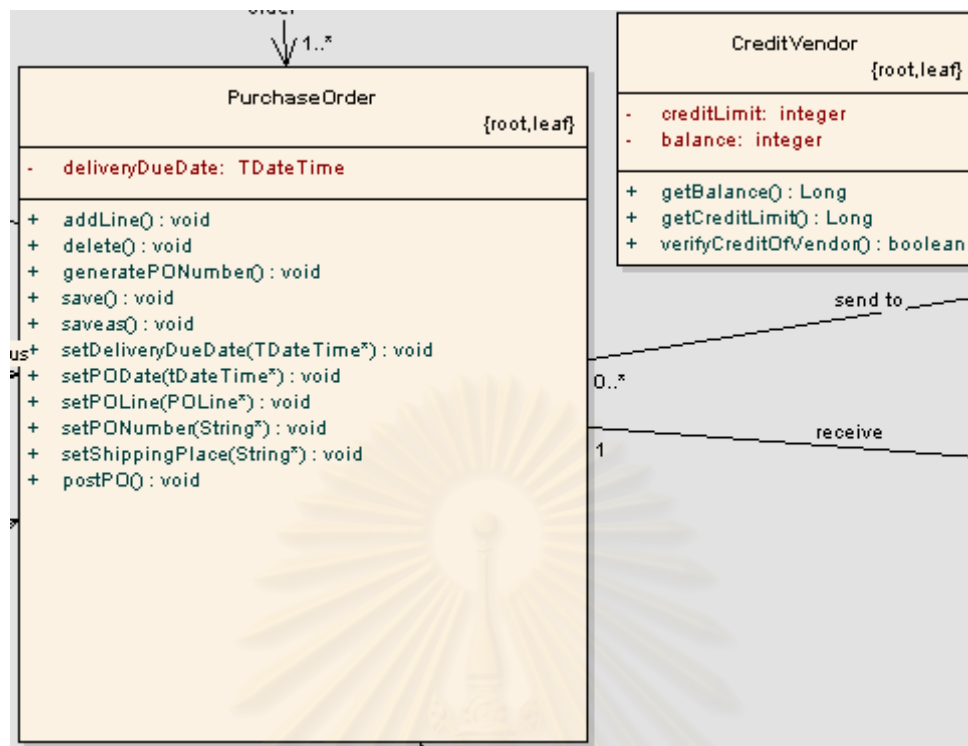 order
1..*
PurchaseOrder
{root,leaf}
- deliveryDueDate: TDateTime
+ addLine() : void
+ delete() : void
+ generatePONumber() : void
+ save() : void
+ saveas() : void
+ setDeliveryDueDate(TDateTime*) : void
+ setPODate(tDateTime*) : void
+ setPOLine(POLine*) : void
+ setPONumber(String*) : void
+ setShippingPlace(String*) : void
+ postPO() : void
us
CreditVendor
{root,leaf}
- creditLimit: integer
- balance: integer
+ getBalance() : Long
+ getCreditLimit() : Long
+ verifyCreditOfVendor() : boolean
send to
0..*
receive
1